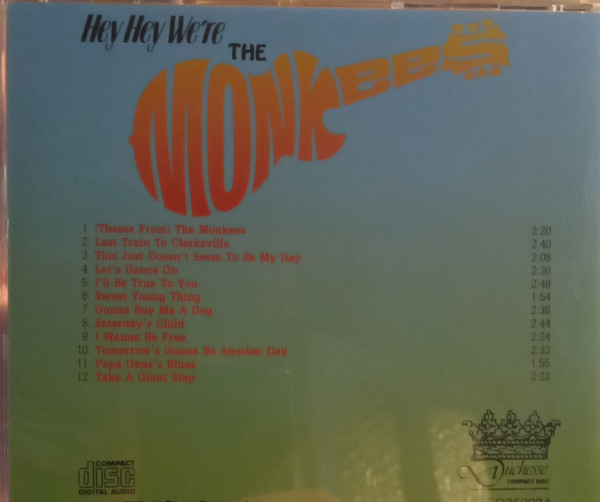 Hey Hey We're
THE
MONKEES
1. (Theme From) The Monkees 2:20
2. Last Train To Clarksville 2:40
3. This Just Doesn't Seem To Be My Day 2:08
4. Let's Dance On 2:30
5. I'll Be True To You 2:48
6. Sweet Young Thing 1:54
7. Gonna Buy Me A Dog 2:38
8. Saterday's Child 2:44
9. I Wanna Be Free 2:24
10. Tomorrow's Gonna Be Another Day 2:33
11. Papa Gene's Blues 1:55
12. Take A Giant Step 2:32
COMPACT
disc
DIGITAL AUDIO
Duchesse
COMPACT DISC